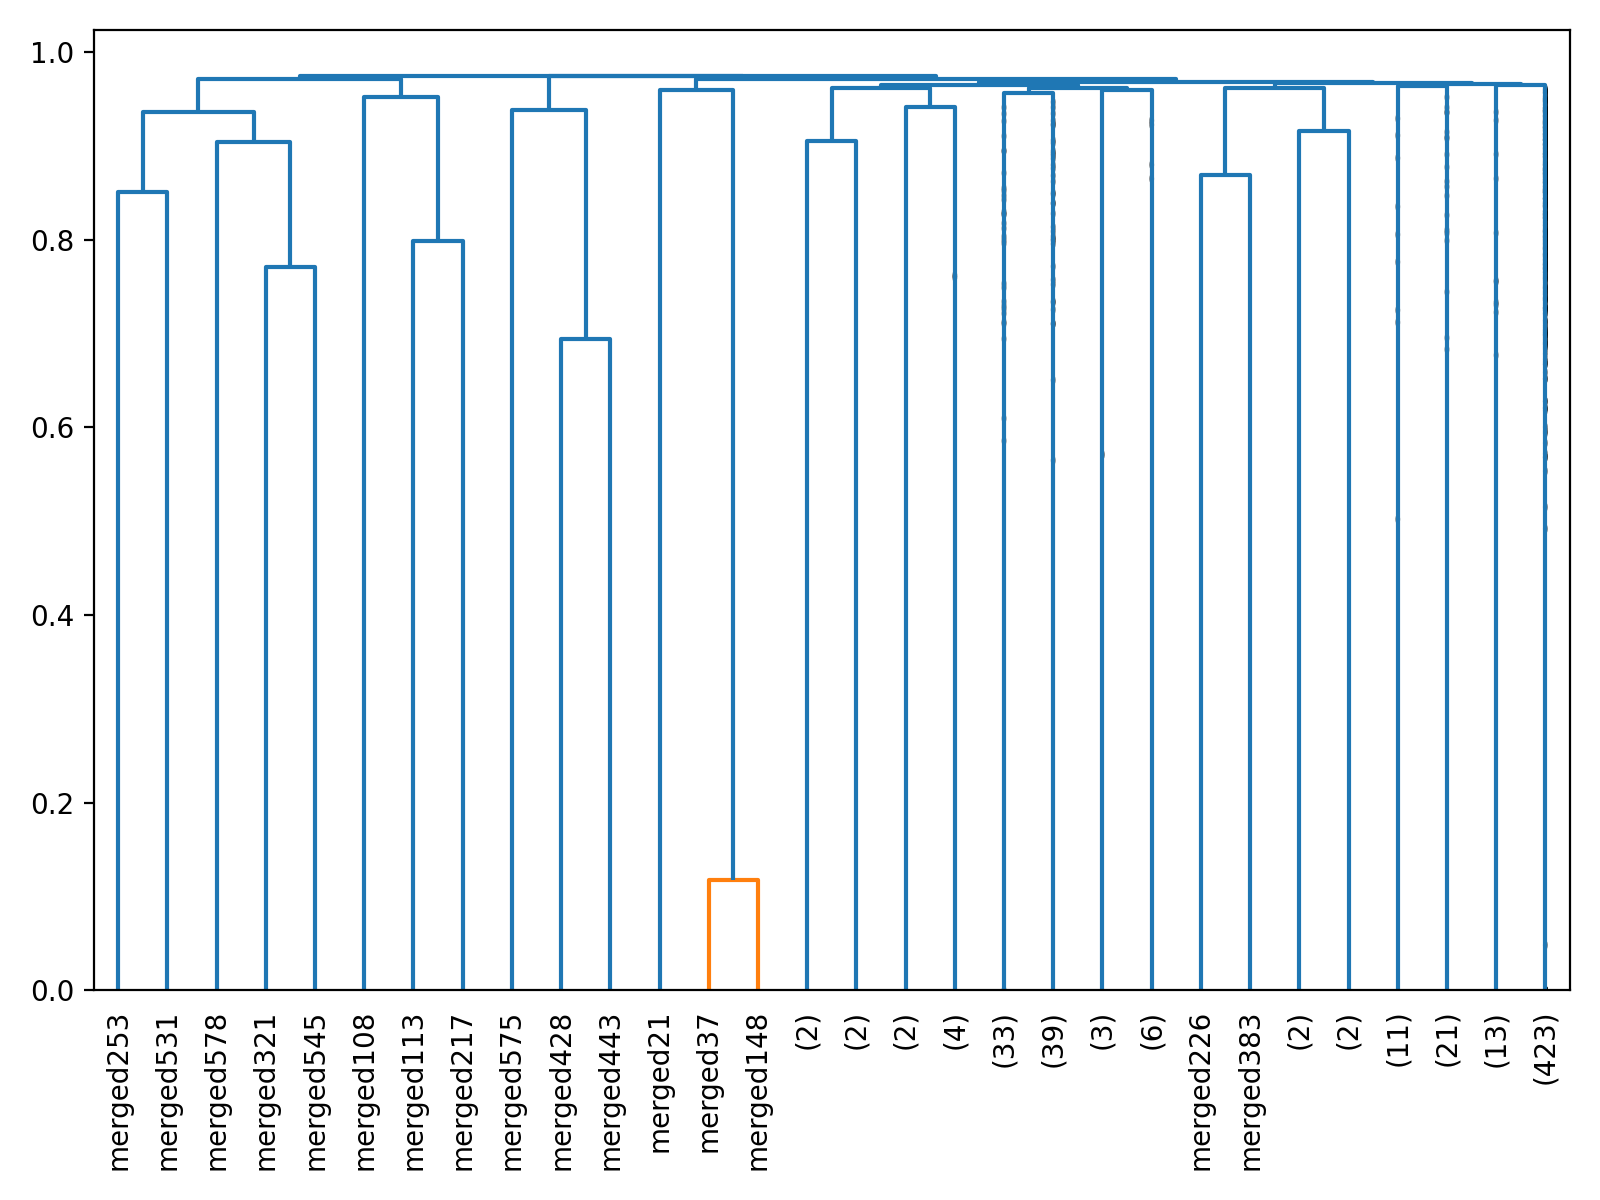 1.0
0.8
0.6
0.4
0.2
0.0
merged253
merged531
merged578
merged321
merged545
merged108
merged113
merged217
merged575
merged428
merged443
merged21
merged37
merged148
(2)
(2)
(2)
(4)
(33)
(39)
(3)
(6)
merged226
merged383
(2)
(2)
(11)
(21)
(13)
(423)